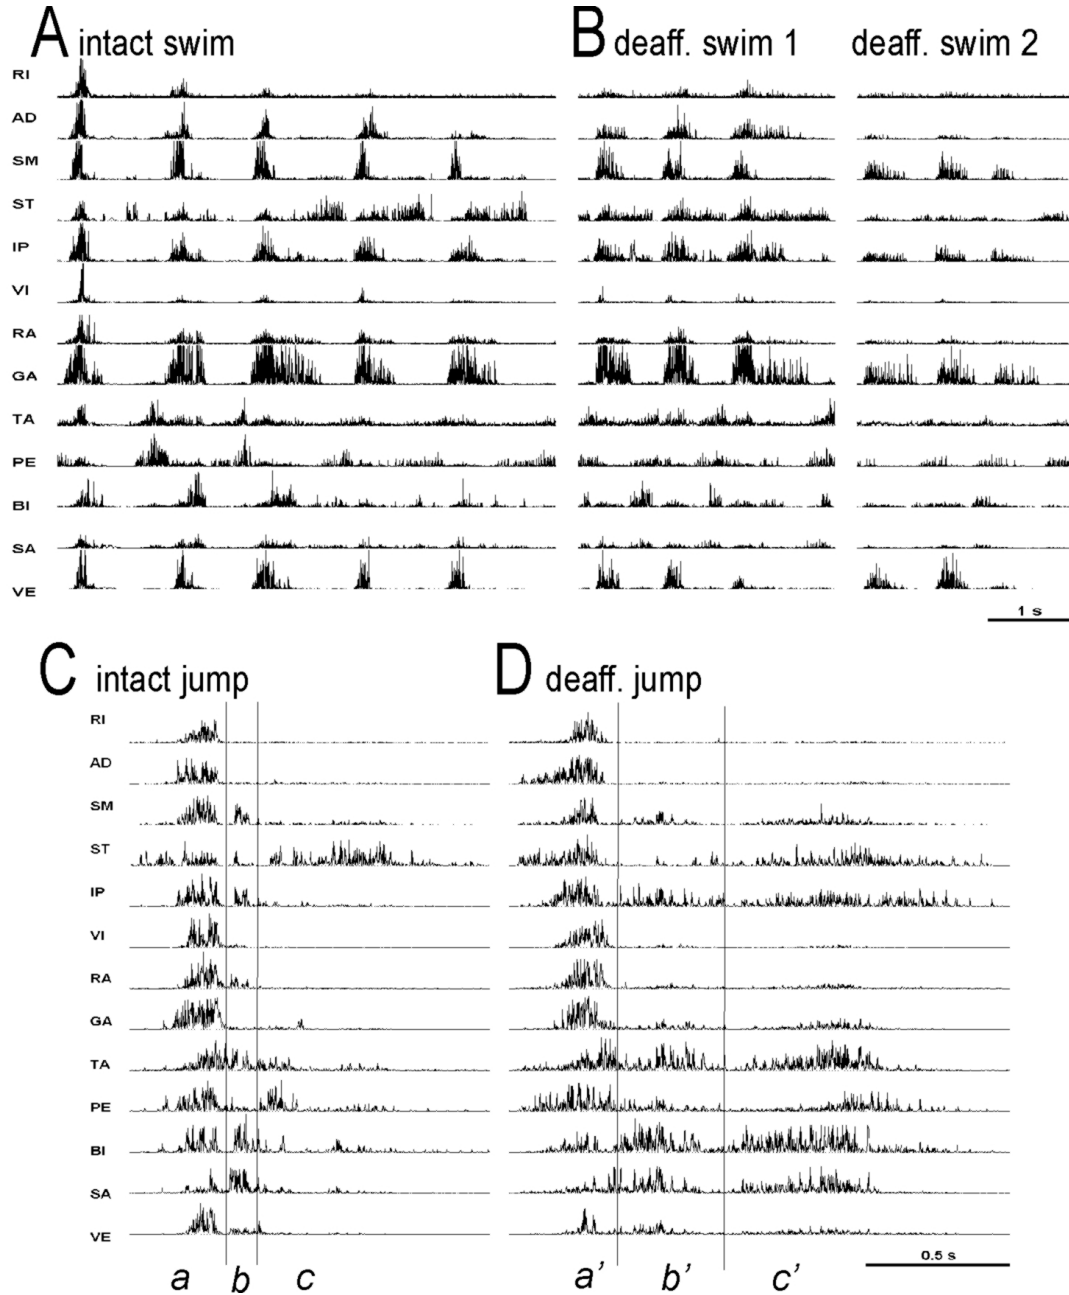 A intact swim
B deaff. swim 1
deaff. swim 2
RI
AD
SM
ST
IP
VI
RA
GA
TA
PE
BI
SA
VE
1 s
C intact jump
D deaff. jump
RI
AD
SM
ST
IP
VI
RA
GA
TA
PE
BI
SA
VE
0.5 s
a b c
a' b' c'